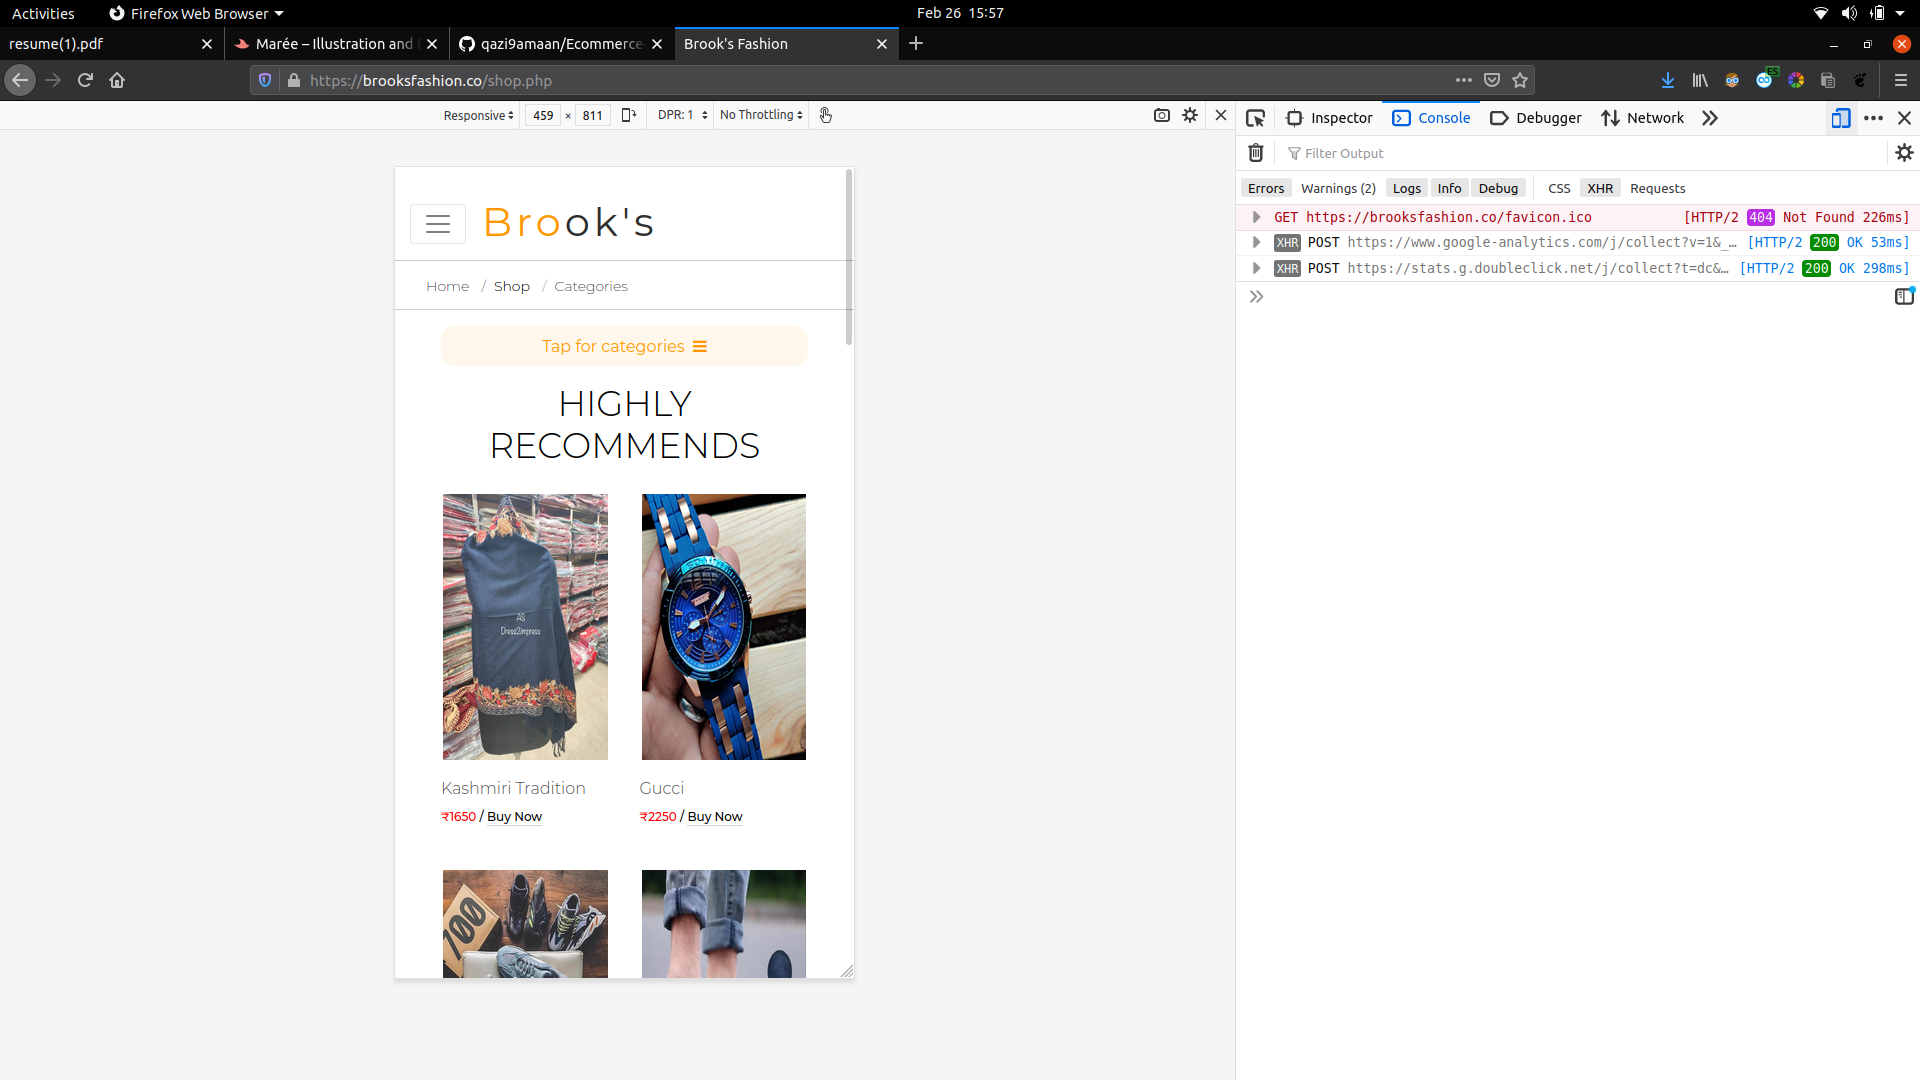 Activities
Firefox Web Browser
Feb 26 15:57
resume(1).pdf
Marée – Illustration and
qazi9amaan/Ecommerce
Brook's Fashion
https://brooksfashion.co/shop.php
ES
Responsive
459 × 811
DPR: 1
No Throttling
Inspector
Console
Debugger
Network
Filter Output
Errors
Warnings (2)
Logs
Info
Debug
CSS
XHR
Requests
GET https://brooksfashion.co/favicon.ico [HTTP/2 404 Not Found 226ms]
XHR POST https://www.google-analytics.com/j/collect?v=1&_… [HTTP/2 200 OK 53ms]
XHR POST https://stats.g.doubleclick.net/j/collect?t=dc&… [HTTP/2 200 OK 298ms]
Brook's
Home / Shop / Categories
Tap for categories
HIGHLY
RECOMMENDS
AS
Dress2impress
Kashmiri Tradition
₹1650 / Buy Now
Gucci
₹2250 / Buy Now
700